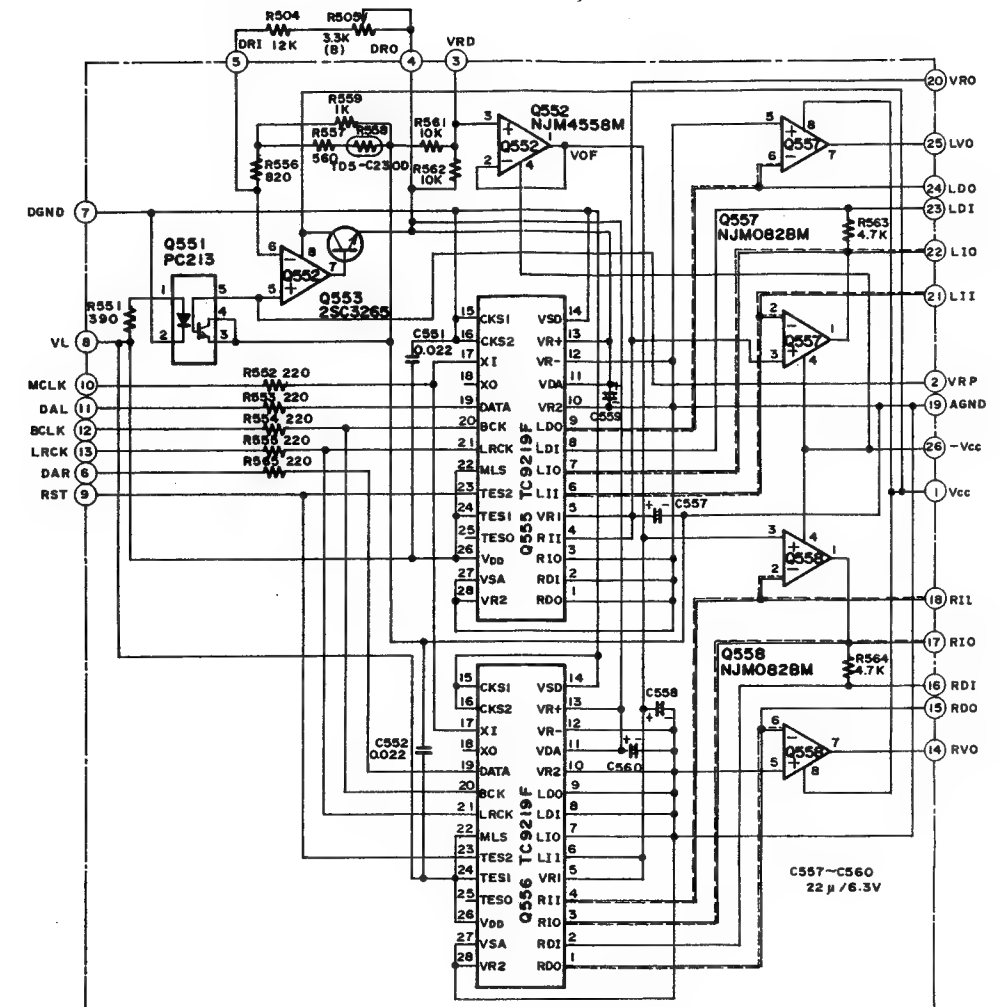 R504
12K
R505
3.3K
(B)
DRI
DRO
VRD
5
4
3
R559
1K
R557
560
R558
TD5-C230D
R561
10K
R562
10K
R556
820
Q552
NJM4558M
3
2
Q552
1
4
VOF
20 VRO
5
6
8
Q557
7
25 LVO
24 LDO
23 LDI
Q557
NJM082BM
R563
4.7K
22 LIO
21 LII
DGND 7
Q551
PC213
1
2
5
4
3
R551
390
6
5
8
Q552
7
Q553
2SC3265
VL 8
MCLK 10
DAL 11
BCLK 12
LRCK 13
DAR 6
RST 9
R552 220
R553 220
R554 220
R555 220
R565 220
C551
0.022
2
3
Q557
1
4
2 VRP
19 AGND
26 -Vcc
1 Vcc
15 CKS1
16 CKS2
17 XI
18 XO
19 DATA
20 BCK
21 LRCK
22 MLS
23 TES2
24 TES1
25 TESO
26 VDD
27 VSA
28 VR2
Q555 TC9219F
VSD 14
VR+ 13
VR- 12
VDA 11
VR2 10
LDO 9
LDI 8
LIO 7
LII 6
VR1 5
RII 4
RIO 3
RDI 2
RDO 1
+ -
C559
+ -
C557
3
2
4
Q558
1
18 RII
17 RIO
Q558
NJM082BM
R564
4.7K
16 RDI
15 RDO
6
5
Q558
7
8
14 RVO
C552
0.022
15 CKS1
16 CKS2
17 XI
18 XO
19 DATA
20 BCK
21 LRCK
22 MLS
23 TES2
24 TES1
25 TESO
26 VDD
27 VSA
28 VR2
Q556 TC9219F
VSD 14
VR+ 13
VR- 12
VDA 11
VR2 10
LDO 9
LDI 8
LIO 7
LII 6
VR1 5
RII 4
RIO 3
RDI 2
RDO 1
C558
+ -
+ -
C560
C557~C560
22μ/6.3V